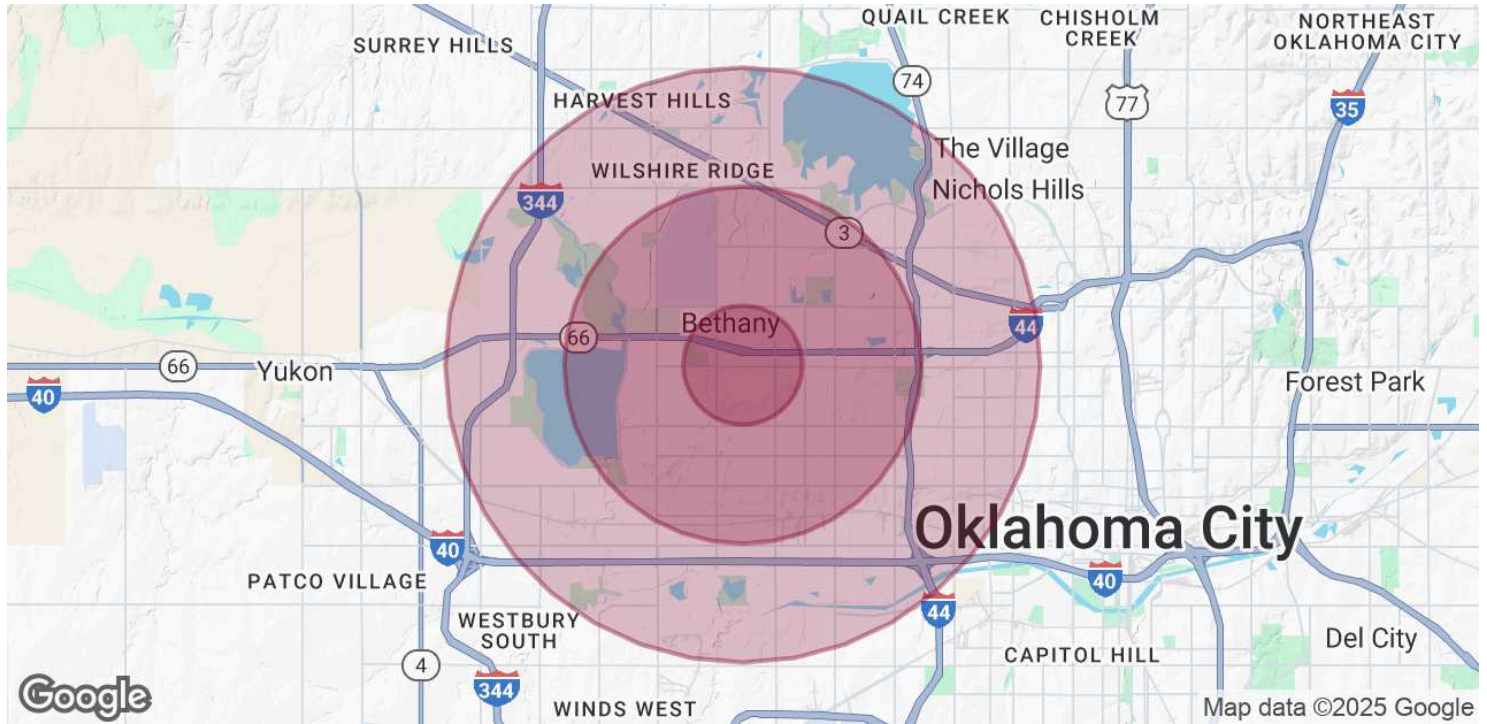 QUAIL CREEK
CHISHOLM
CREEK
NORTHEAST
OKLAHOMA CITY
SURREY HILLS
74
77
35
HARVEST HILLS
The Village
WILSHIRE RIDGE
Nichols Hills
344
3
Bethany
44
66
66
Yukon
40
Forest Park
Oklahoma City
40
40
PATCO VILLAGE
44
WESTBURY
SOUTH
Del City
CAPITOL HILL
4
344
WINDS WEST
Google
Map data ©2025 Google